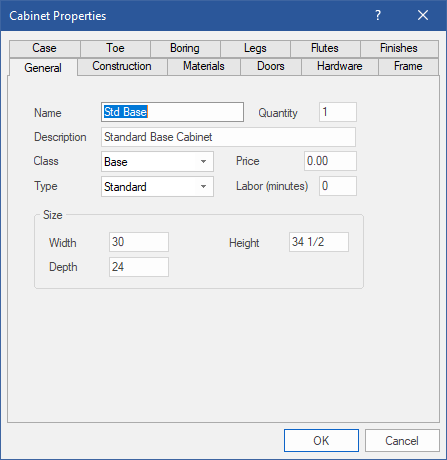 Cabinet Properties ?
Case Toe Boring Legs Flutes Finishes
General Construction Materials Doors Hardware Frame
Name Std Base Quantity 1
Description Standard Base Cabinet
Class Base Price 0.00
Type Standard Labor (minutes) 0
Size
Width 30 Height 34 1/2
Depth 24
OK Cancel